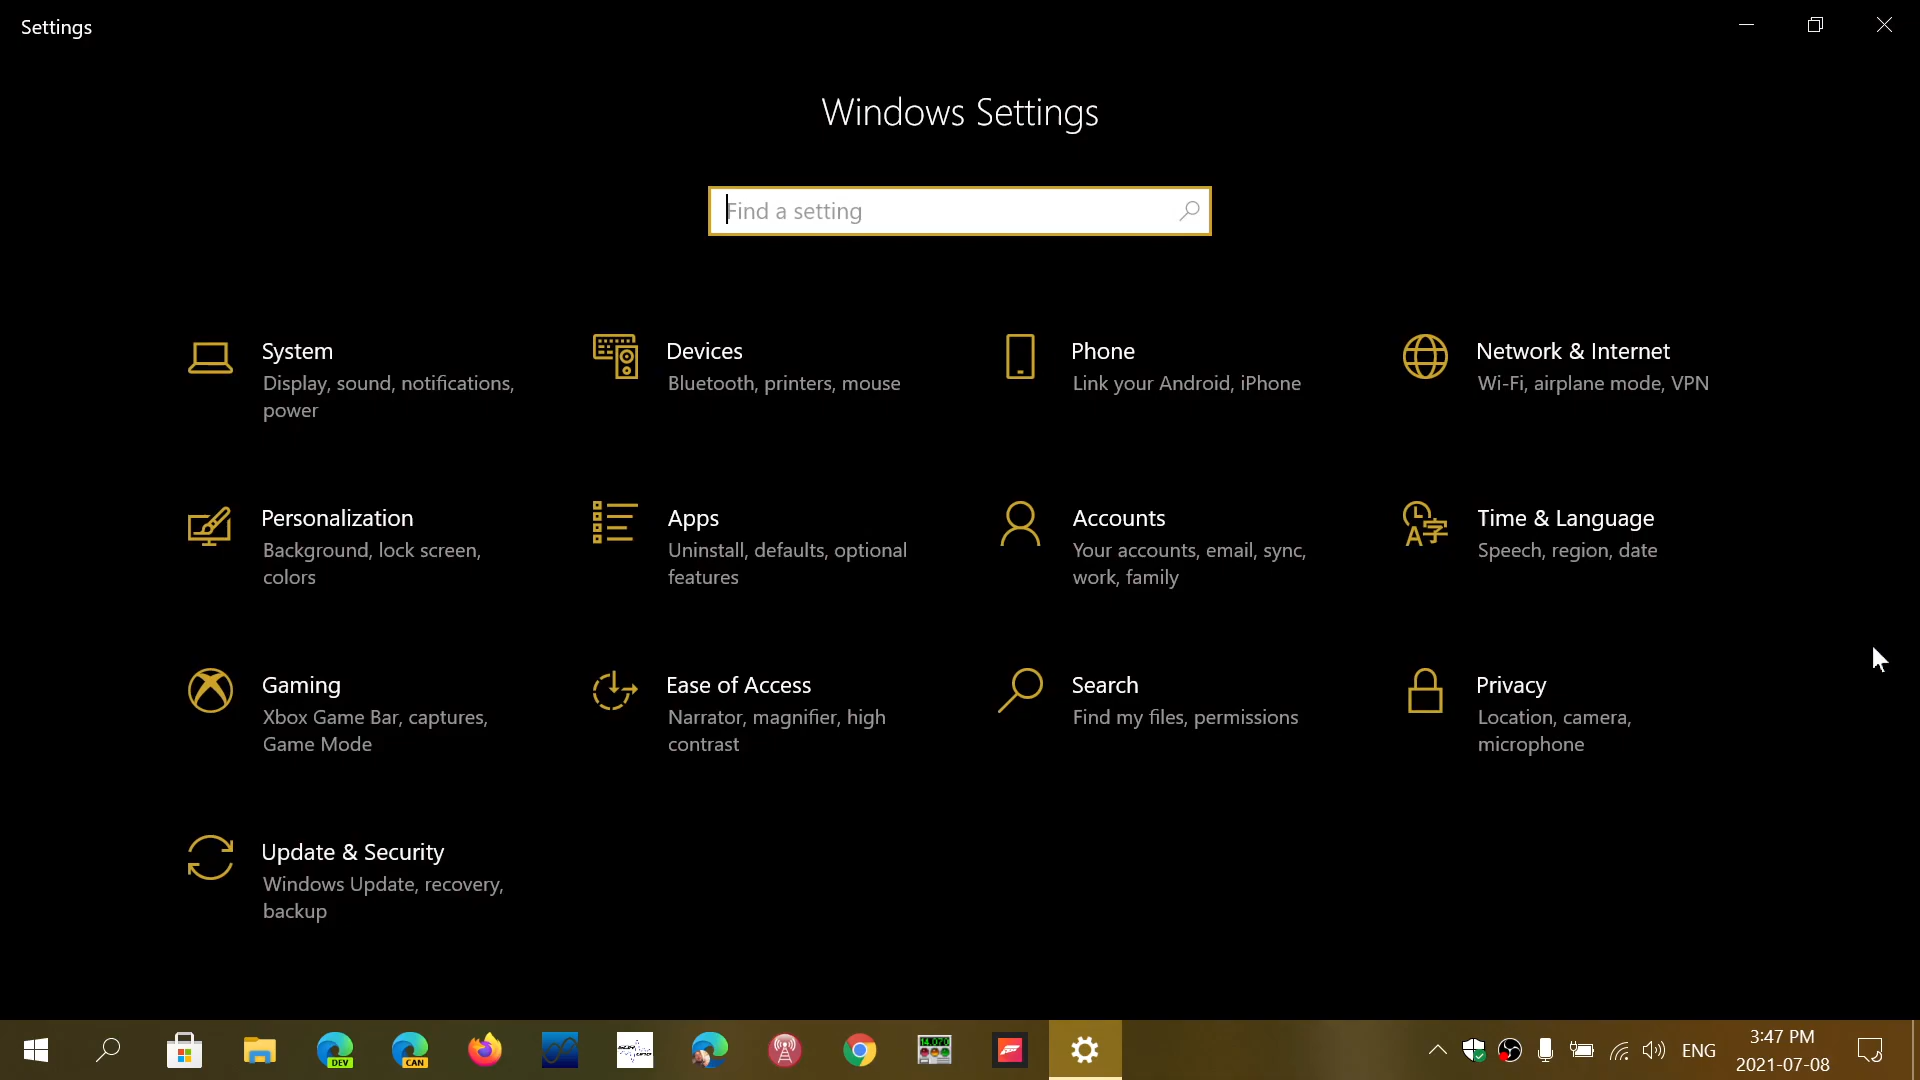 Settings
Windows Settings
Find a setting
System
Display, sound, notifications,
power
Devices
Bluetooth, printers, mouse
Phone
Link your Android, iPhone
Network & Internet
Wi-Fi, airplane mode, VPN
Personalization
Background, lock screen,
colors
Apps
Uninstall, defaults, optional
features
Accounts
Your accounts, email, sync,
work, family
Time & Language
Speech, region, date
Gaming
Xbox Game Bar, captures,
Game Mode
Ease of Access
Narrator, magnifier, high
contrast
Search
Find my files, permissions
Privacy
Location, camera,
microphone
Update & Security
Windows Update, recovery,
backup
DEV
CAN
ENG
3:47 PM
2021-07-08